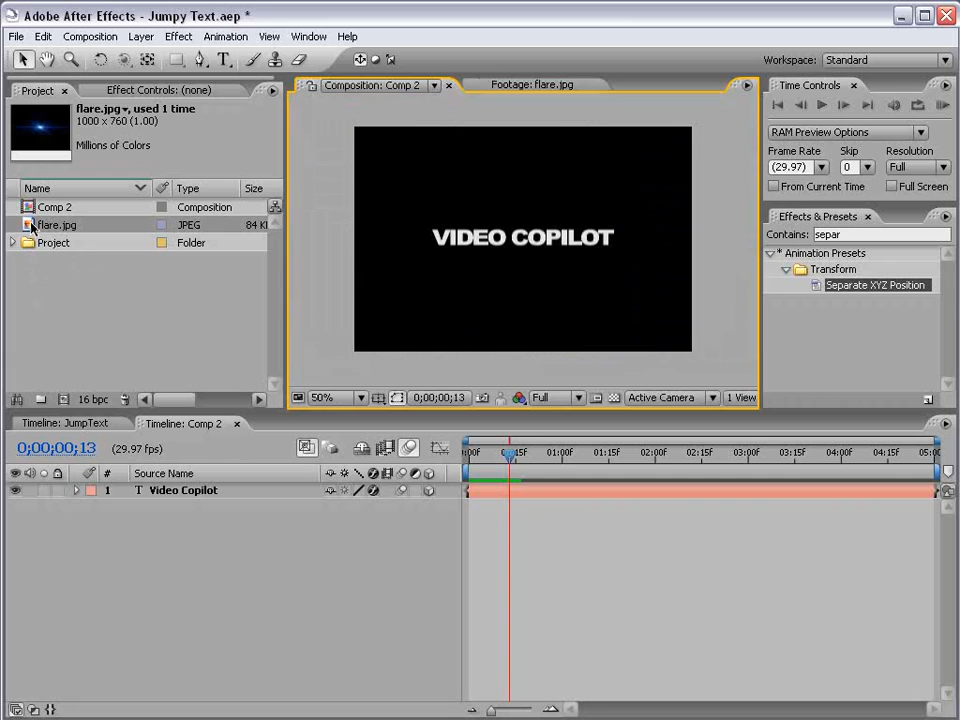 Adobe After Effects - Jumpy Text.aep *
File Edit Composition Layer Effect Animation View Window Help
Workspace: Standard
Project Effect Controls: (none)
flare.jpg, used 1 time
1000 x 760 (1.00)
Millions of Colors
Name Type Size
Comp 2 Composition
flare.jpg JPEG 84 K
Project Folder
16 bpc
Composition: Comp 2 Footage: flare.jpg
VIDEO COPILOT
50% 0;00;00;13 Full Active Camera 1 View
Time Controls
RAM Preview Options
Frame Rate Skip Resolution
(29.97) 0 Full
From Current Time Full Screen
Effects & Presets
Contains: separ
* Animation Presets
Transform
Separate XYZ Position
Timeline: JumpText Timeline: Comp 2
0;00;00;13 (29.97 fps)
:00F 0:15F 01:00F 01:15F 02:00F 02:15F 03:00F 03:15F 04:00F 04:15F 05:0
# Source Name
1 T Video Copilot